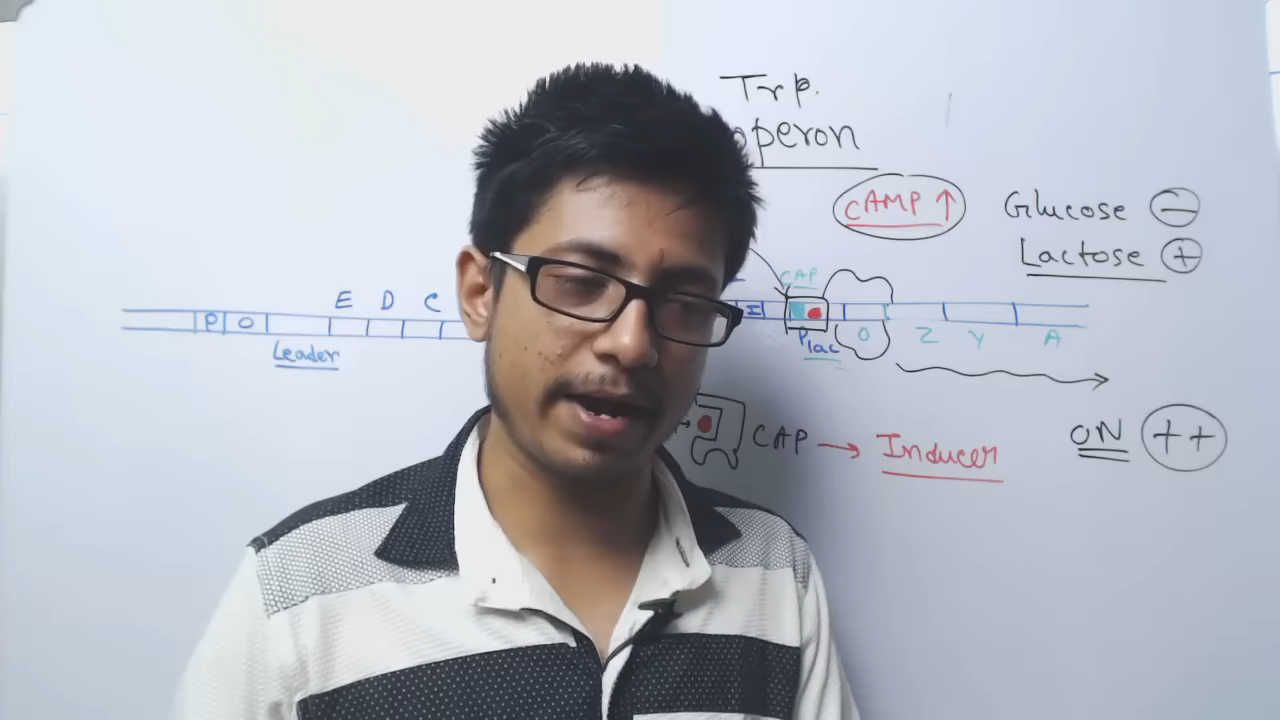 Trp.
operon
cAMP ↑
Glucose −
Lactose +
E D C
CAP
P O
I
Leader
Plac O Z Y A
CAP → Inducer
ON ++